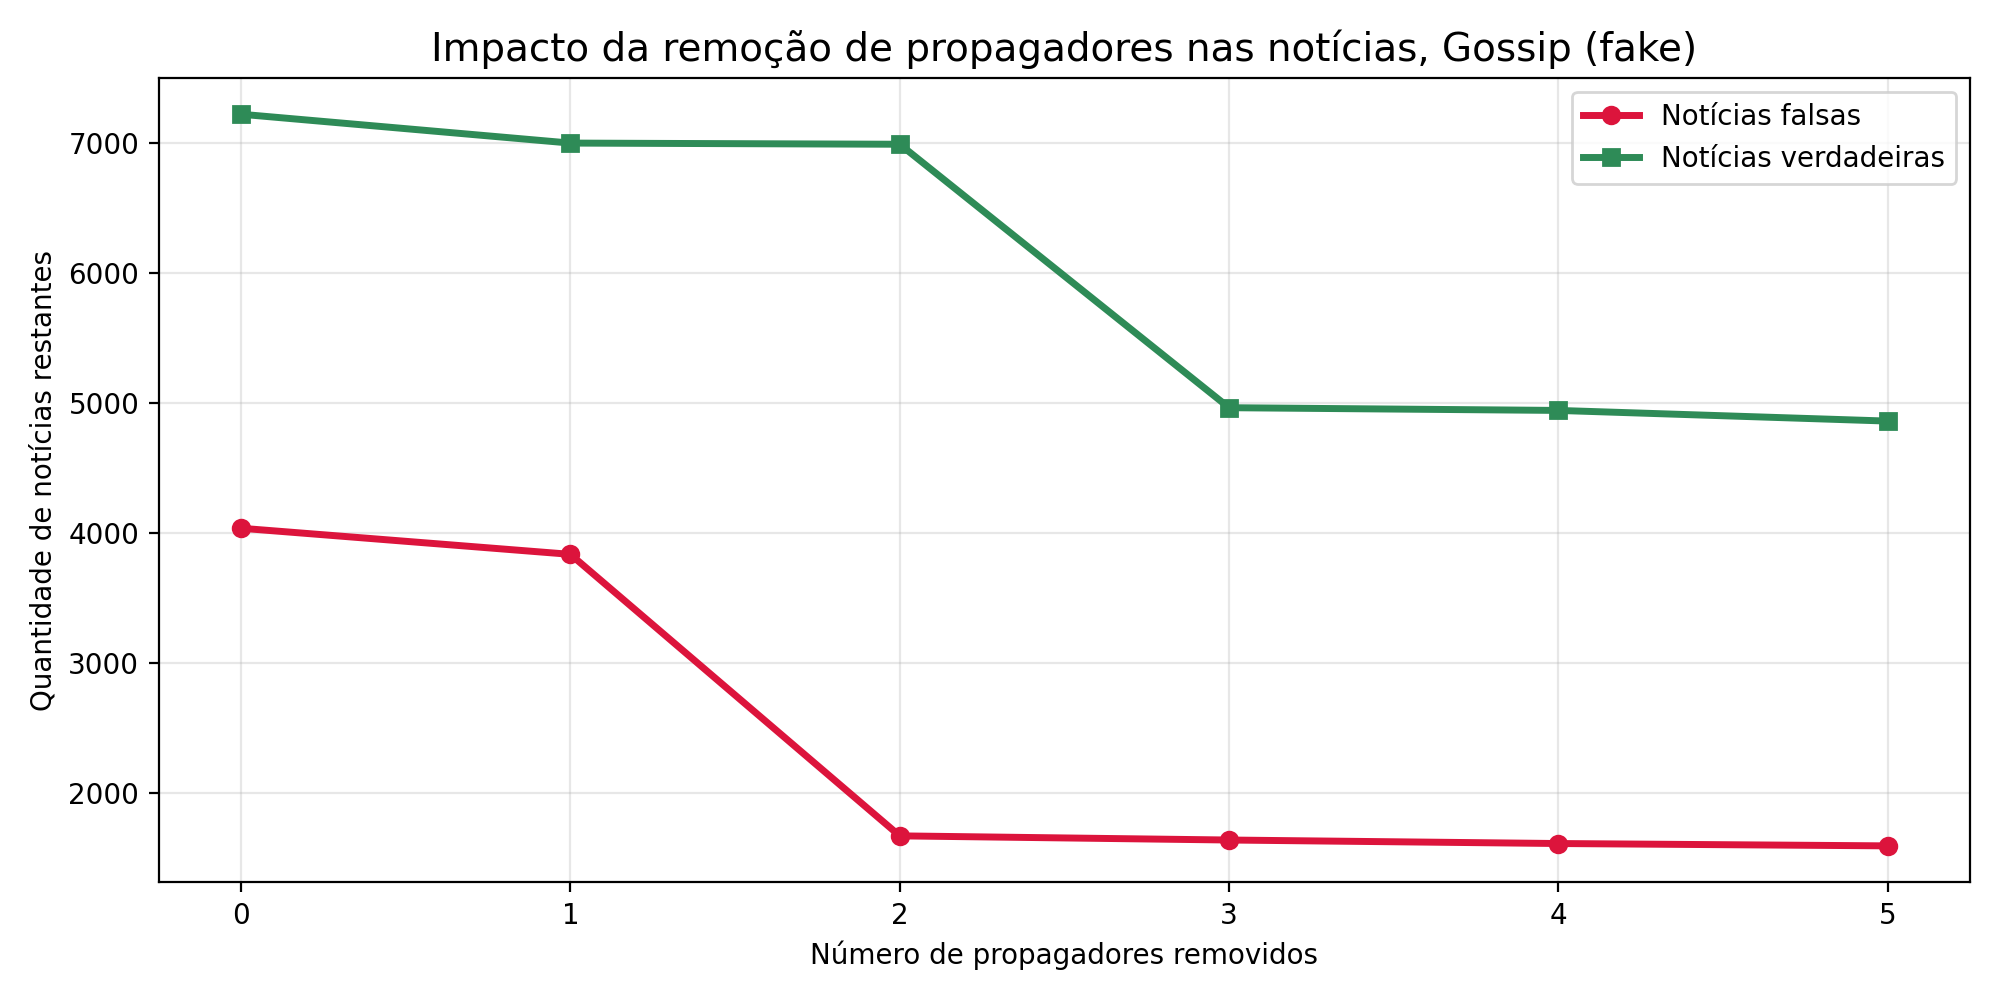 Impacto da remoção de propagadores nas notícias, Gossip (fake)
Notícias falsas
Notícias verdadeiras
Quantidade de notícias restantes
7000
6000
5000
4000
3000
2000
0 1 2 3 4 5
Número de propagadores removidos